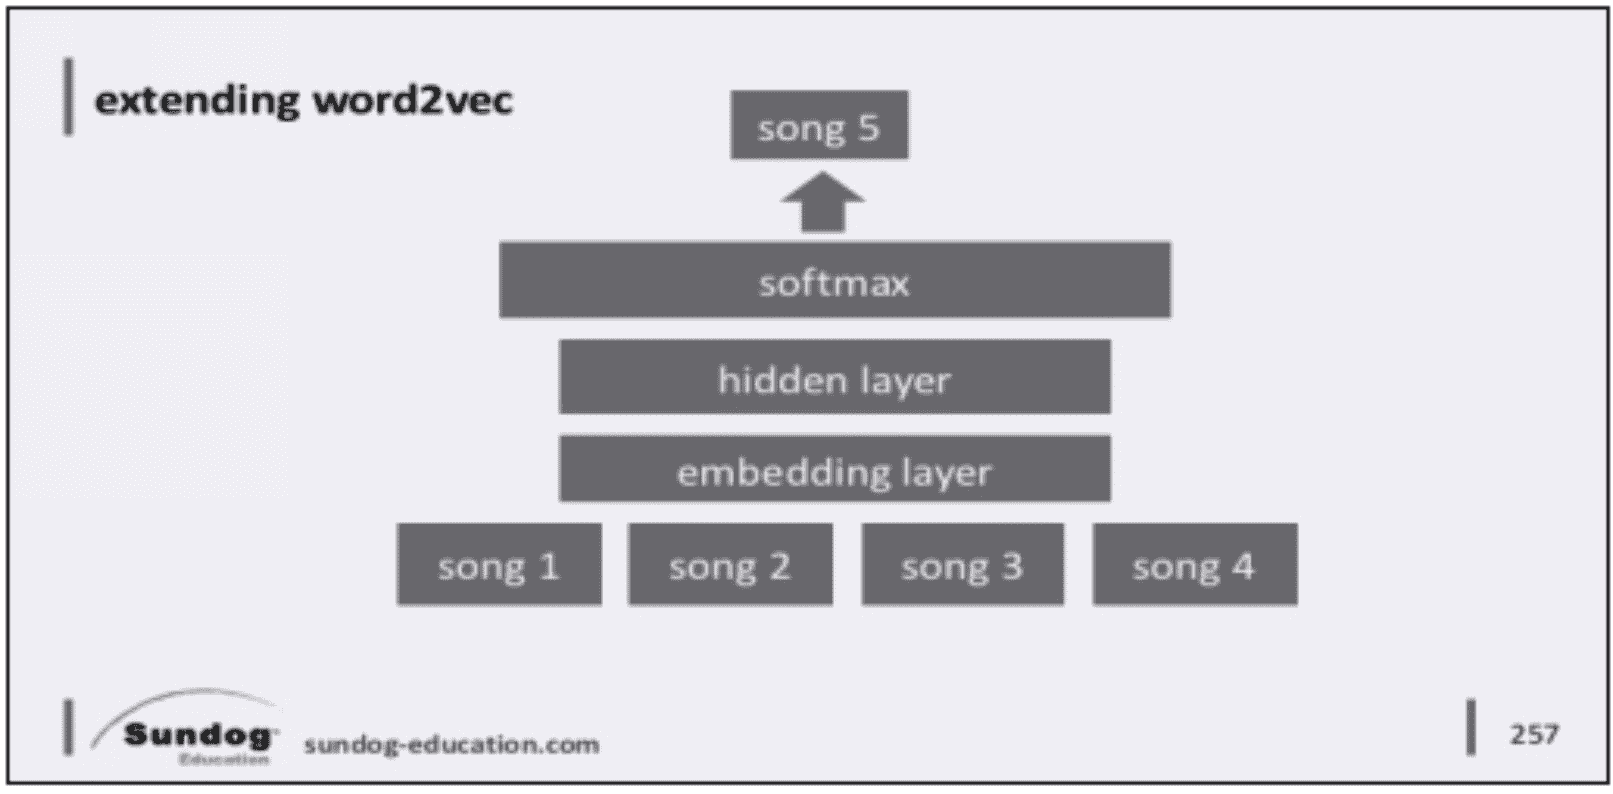 extending word2vec
song 5
softmax
hidden layer
embedding layer
song 1 song 2 song 3 song 4
Sundog
Education
sundog-education.com
257